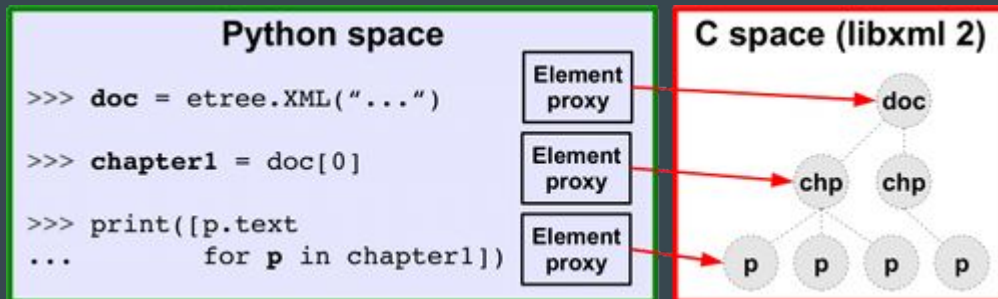 Python space
>>> doc = etree.XML("...")
>>> chapter1 = doc[0]
>>> print([p.text
... for p in chapter1])
Element
proxy
Element
proxy
Element
proxy
C space (libxml 2)
doc
chp chp
p p p p